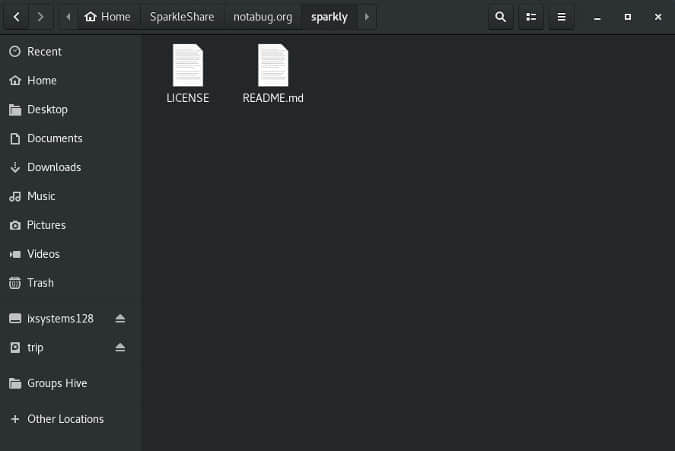 Home SparkleShare notabug.org sparkly
Recent
Home
Desktop
Documents
Downloads
Music
Pictures
Videos
Trash
ixsystems128
trip
Groups Hive
Other Locations
LICENSE README.md